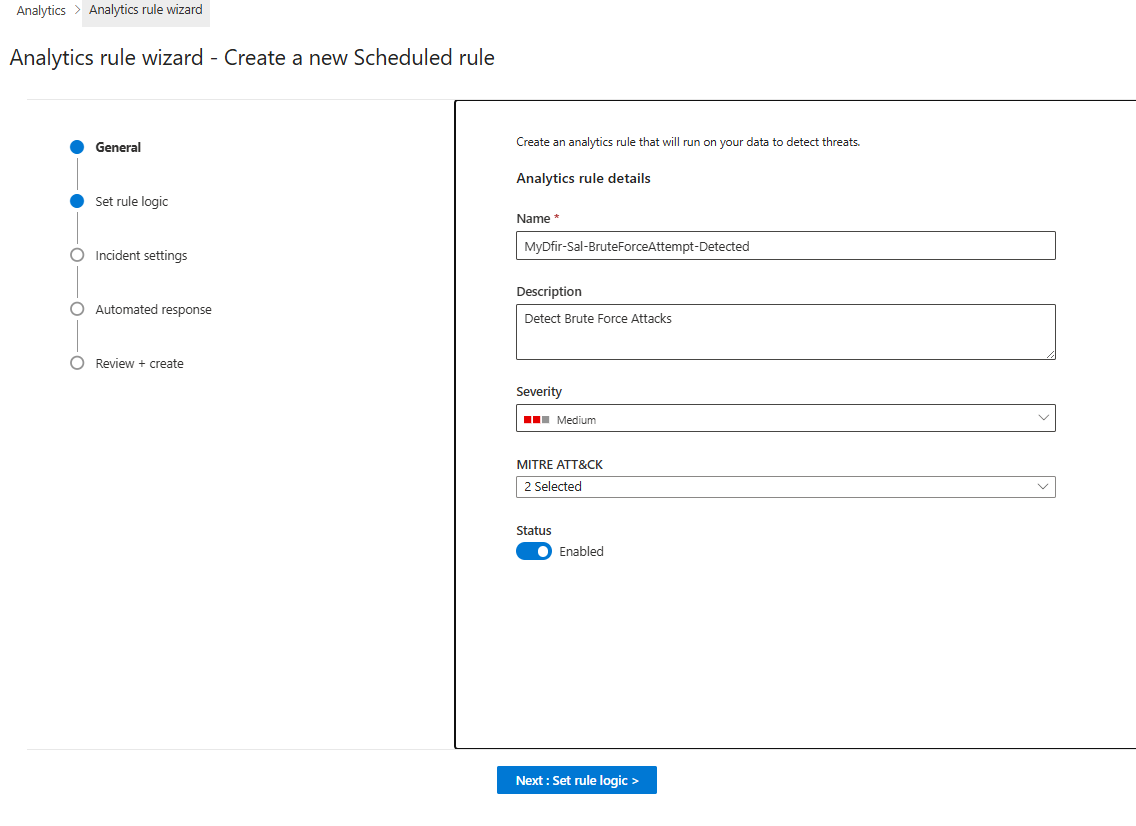 Analytics > Analytics rule wizard
Analytics rule wizard - Create a new Scheduled rule
General
Set rule logic
Incident settings
Automated response
Review + create
Create an analytics rule that will run on your data to detect threats.
Analytics rule details
Name *
MyDfir-Sal-BruteForceAttempt-Detected
Description
Detect Brute Force Attacks
Severity
Medium
MITRE ATT&CK
2 Selected
Status
Enabled
Next : Set rule logic >